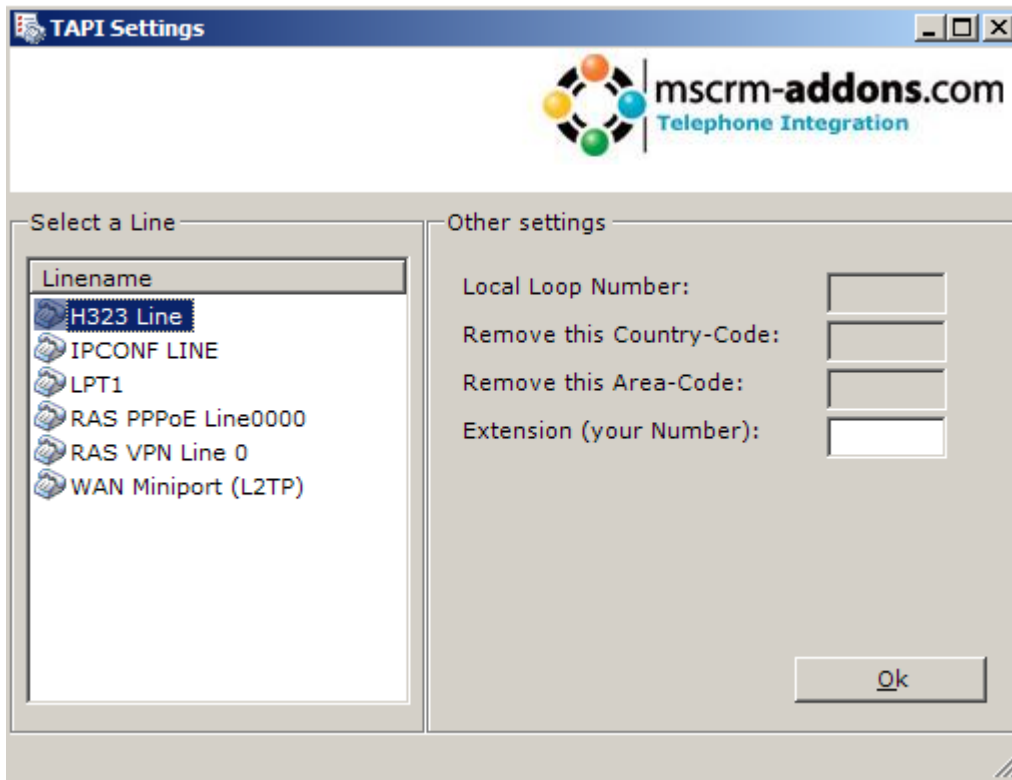 TAPI Settings
mscrm-addons.com
Telephone Integration
Select a Line
Linename
H323 Line
IPCONF LINE
LPT1
RAS PPPoE Line0000
RAS VPN Line 0
WAN Miniport (L2TP)
Other settings
Local Loop Number:
Remove this Country-Code:
Remove this Area-Code:
Extension (your Number):
Ok